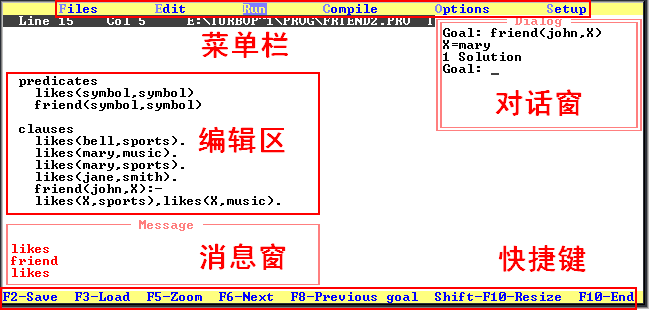 Files Edit Run Compile Options Setup
Line 15 Col 5 E:\TURBOP~1\PROG\FRIEND2.PRO
菜单栏
Dialog
Goal: friend(john,X)
X=mary
1 Solution
Goal: _
对话窗
predicates
likes(symbol,symbol)
friend(symbol,symbol)
clauses
likes(bell,sports).
likes(mary,music).
likes(mary,sports).
likes(jane,smith).
friend(john,X):-
likes(X,sports),likes(X,music).
编辑区
Message
likes
friend
likes
消息窗
快捷键
F2-Save F3-Load F5-Zoom F6-Next F8-Previous goal Shift-F10-Resize F10-End